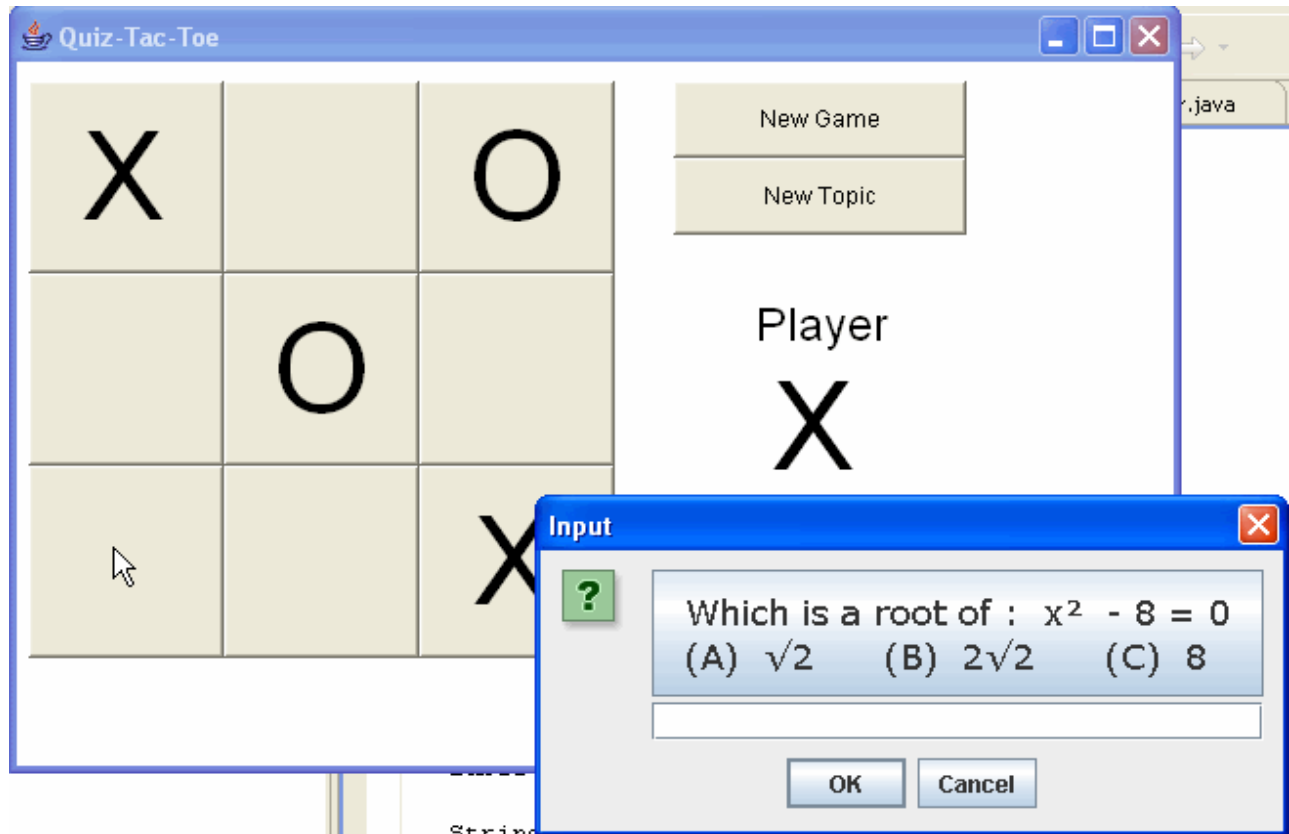 Quiz-Tac-Toe
r.java
X O
New Game
New Topic
O
Player
X
X
Input
?
Which is a root of : x² - 8 = 0
(A) √2 (B) 2√2 (C) 8
OK Cancel
String